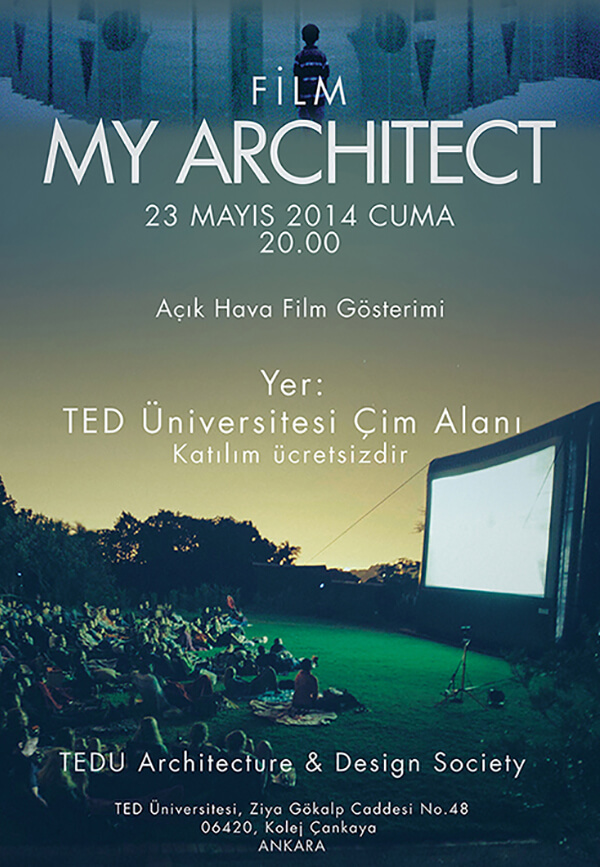 FİLM
MY ARCHITECT
23 MAYIS 2014 CUMA
20.00
Açık Hava Film Gösterimi
Yer:
TED Üniversitesi Çim Alanı
Katılım ücretsizdir
TEDU Architecture & Design Society
TED Üniversitesi, Ziya Gökalp Caddesi No.48
06420, Kolej Çankaya
ANKARA